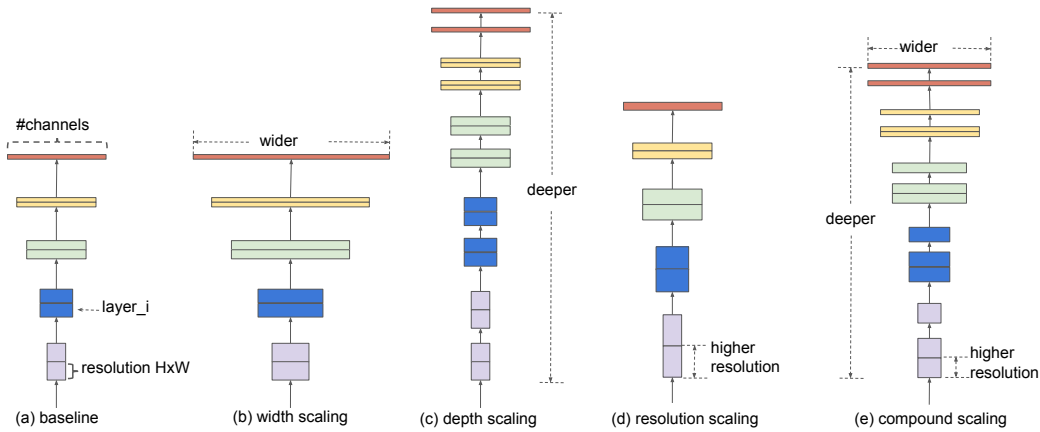 #channels
layer_i
resolution HxW
(a) baseline
wider
(b) width scaling
deeper
(c) depth scaling
higher
resolution
(d) resolution scaling
wider
deeper
higher
resolution
(e) compound scaling